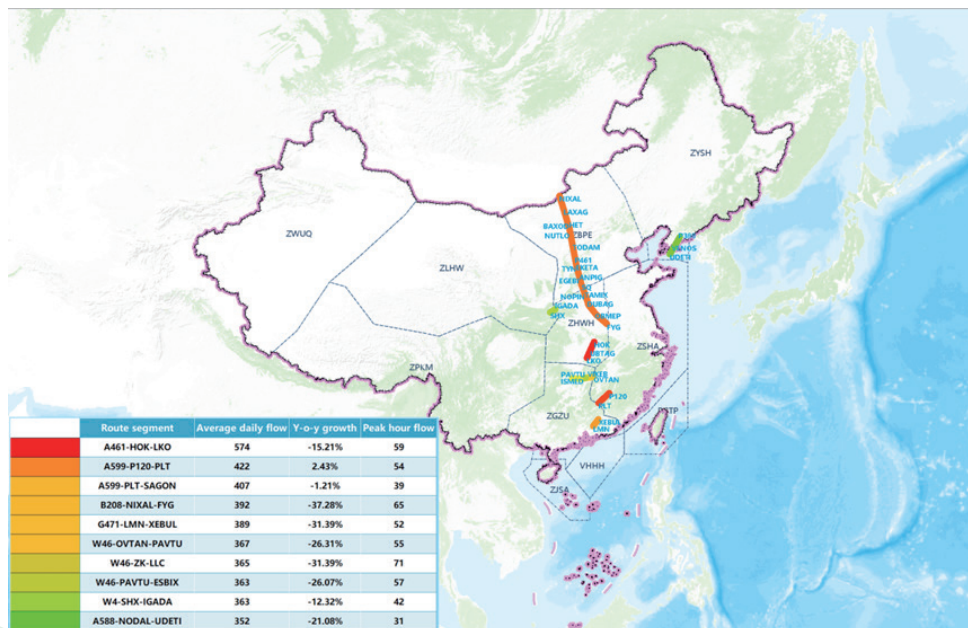 ZYSH
ZWUQ
NIXAL
ZBPE
NUTLO
ZLHW
UDETI
P461
IGADA
SHX
ZHWH
FYG
HOK
LKO
ZSHA
PAVTU
OVTAN
ZPKM
P120
PLT
ZGZU
XEBUL
LMN
VHHH
ZJSA
Route segment Average daily flow Y-o-y growth Peak hour flow
A461-HOK-LKO 574 -15.21% 59
A599-P120-PLT 422 2.43% 54
A599-PLT-SAGON 407 -1.21% 39
B208-NIXAL-FYG 392 -37.28% 65
G471-LMN-XEBUL 389 -31.39% 52
W46-OVTAN-PAVTU 367 -26.31% 55
W46-ZK-LLC 365 -31.39% 71
W46-PAVTU-ESBIX 363 -26.07% 57
W4-SHX-IGADA 363 -12.32% 42
A588-NODAL-UDETI 352 -21.08% 31